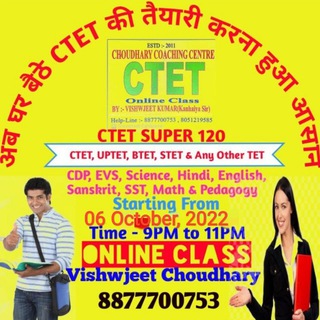 अब घर बैठे CTET की तैयारी करना हुआ आसान
ESTD :- 2011
CHOUDHARY COACHING CENTRE
CTET
Online Class
BY:- VISHWJEET KUMAR(Kanhaiya Sir)
Help-Line :- 8877700753 , 8051219585
CTET SUPER 120
CTET, UPTET, BTET, STET & Any Other TET
CDP, EVS, Science, Hindi, English,
Sanskrit, SST, Math & Pedagogy
Starting From
06 October, 2022
Time - 9PM to 11PM
ONLINE CLASS
Vishwjeet Choudhary
8877700753